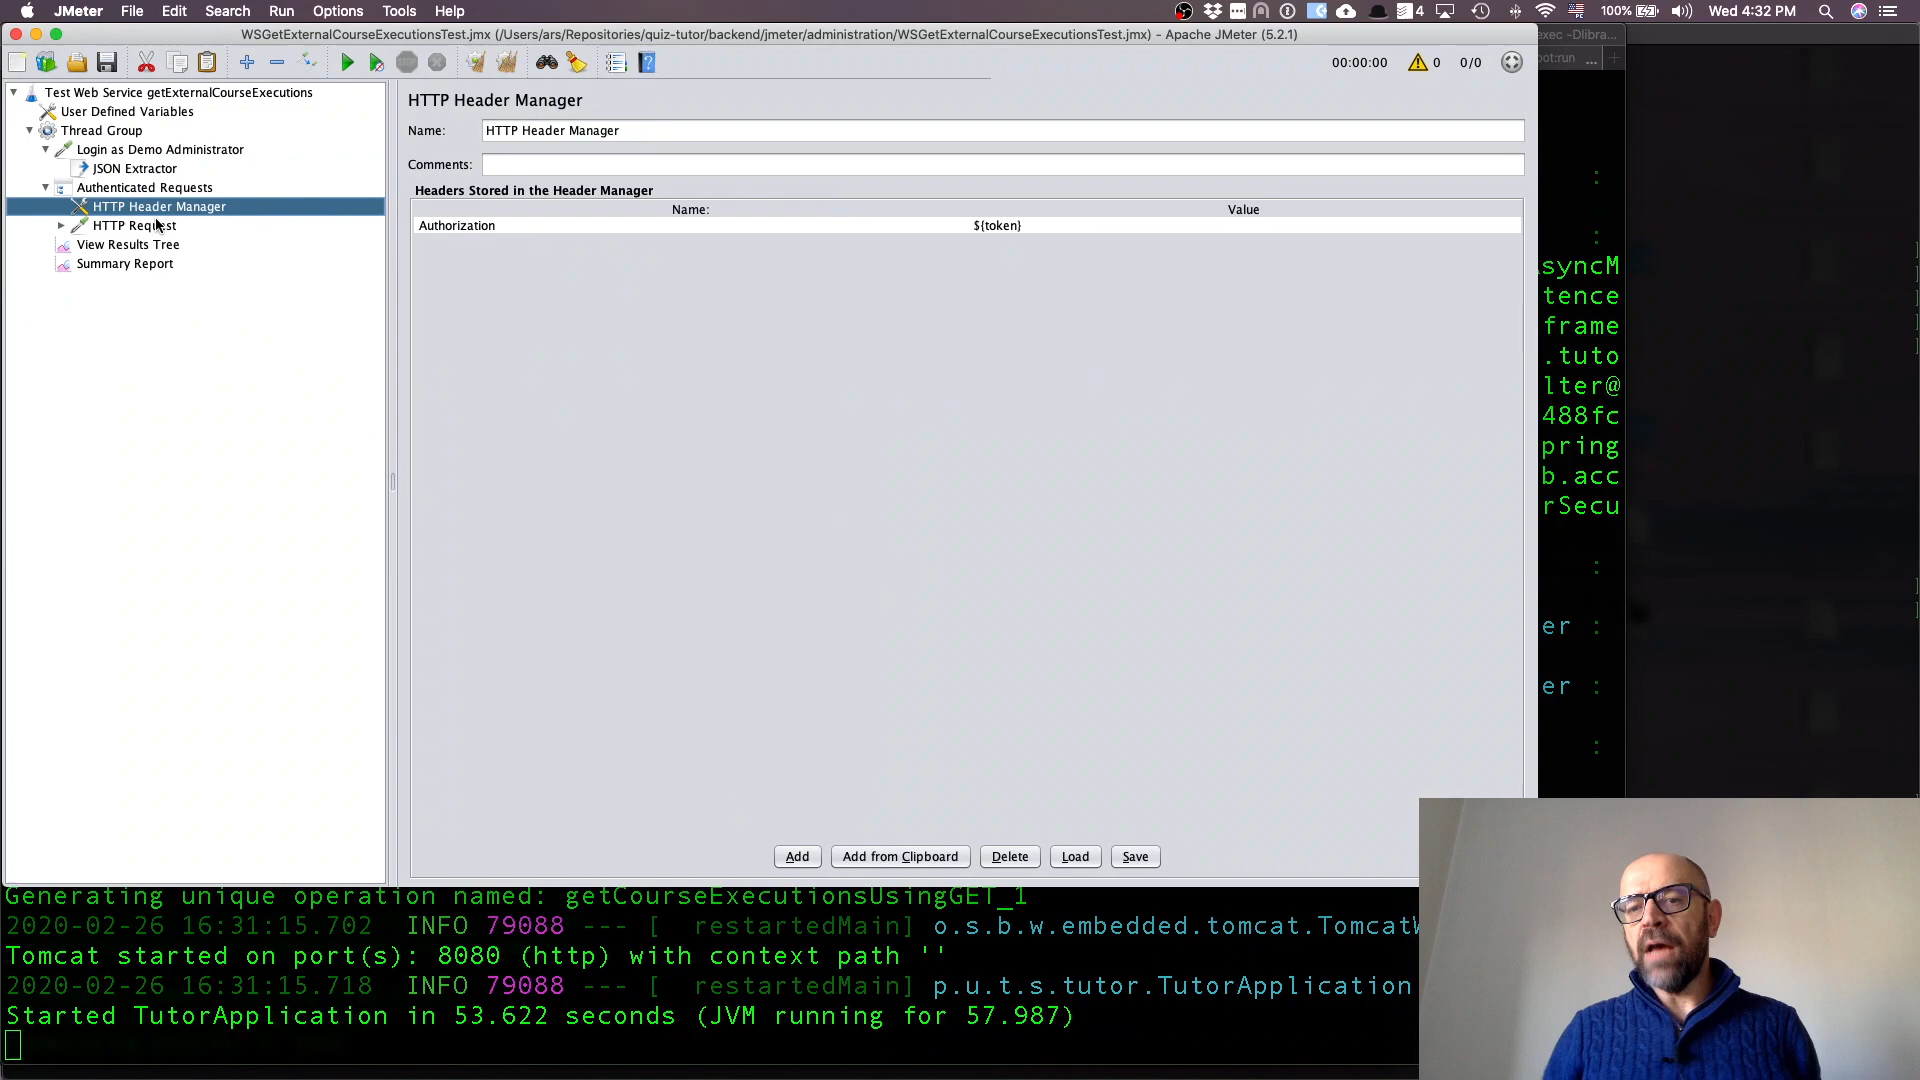 JMeter File Edit Search Run Options Tools Help
4 100% Wed 4:32 PM
WSGetExternalCourseExecutionsTest.jmx (/Users/ars/Repositories/quiz-tutor/backend/jmeter/administration/WSGetExternalCourseExecutionsTest.jmx) - Apache JMeter (5.2.1)
exec -Dlibra...
00:00:00 0 0/0
oot:run ...
Test Web Service getExternalCourseExecutions
User Defined Variables
Thread Group
Login as Demo Administrator
JSON Extractor
Authenticated Requests
HTTP Header Manager
HTTP Request
View Results Tree
Summary Report
HTTP Header Manager
Name: HTTP Header Manager
Comments:
Headers Stored in the Header Manager
Name: Value
Authorization ${token}
Add Add from Clipboard Delete Load Save
:
:
syncM
tence
frame
.tuto
lter@
488fc
pring
b.acc
rSecu
:
er :
er :
:
Generating unique operation named: getCourseExecutionsUsingGET_1
2020-02-26 16:31:15.702 INFO 79088 --- [ restartedMain] o.s.b.w.embedded.tomcat.TomcatW
Tomcat started on port(s): 8080 (http) with context path ''
2020-02-26 16:31:15.718 INFO 79088 --- [ restartedMain] p.u.t.s.tutor.TutorApplication
Started TutorApplication in 53.622 seconds (JVM running for 57.987)